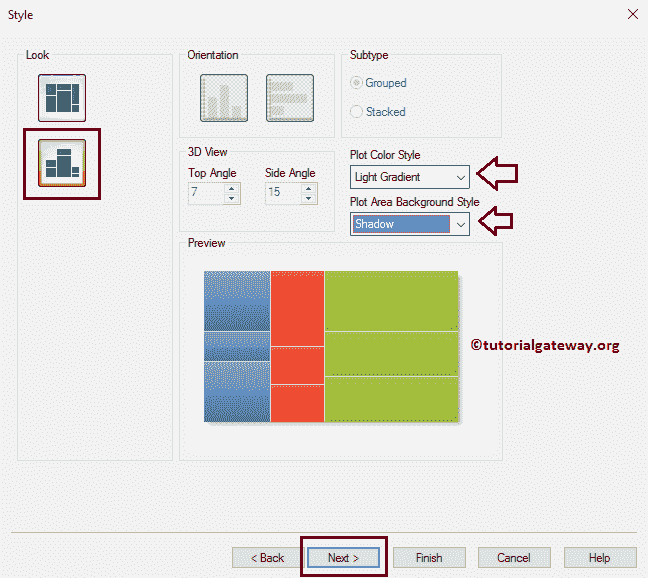 Style
Look
Orientation
Subtype
Grouped
Stacked
3D View
Top Angle
Side Angle
7
15
Plot Color Style
Light Gradient
Plot Area Background Style
Shadow
Preview
©tutorialgateway.org
< Back
Next >
Finish
Cancel
Help